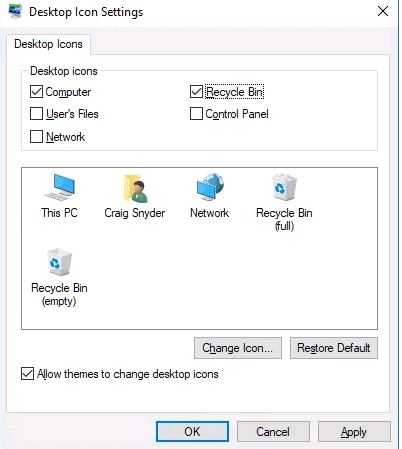 Desktop Icon Settings
Desktop Icons
Desktop icons
Computer
Recycle Bin
User's Files
Control Panel
Network
This PC
Craig Snyder
Network
Recycle Bin
(full)
Recycle Bin
(empty)
Change Icon...
Restore Default
Allow themes to change desktop icons
OK
Cancel
Apply